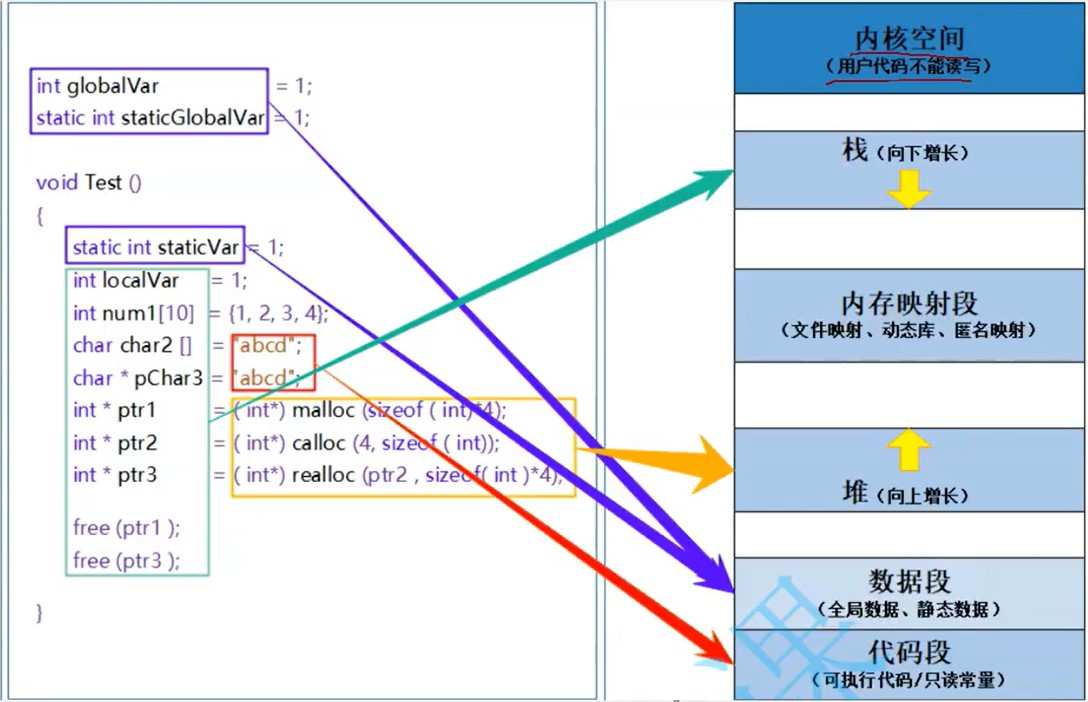 int globalVar = 1;
static int staticGlobalVar = 1;
void Test ()
{
static int staticVar = 1;
int localVar = 1;
int num1[10] = {1, 2, 3, 4};
char char2 [] = "abcd";
char * pChar3 = "abcd";
int * ptr1 = ( int*) malloc (sizeof ( int)*4);
int * ptr2 = ( int*) calloc (4, sizeof ( int));
int * ptr3 = ( int*) realloc (ptr2 , sizeof( int )*4);
free (ptr1 );
free (ptr3 );
}
内核空间
(用户代码不能读写)
栈(向下增长)
内存映射段
(文件映射、动态库、匿名映射)
堆(向上增长)
数据段
(全局数据、静态数据)
代码段
(可执行代码/只读常量)